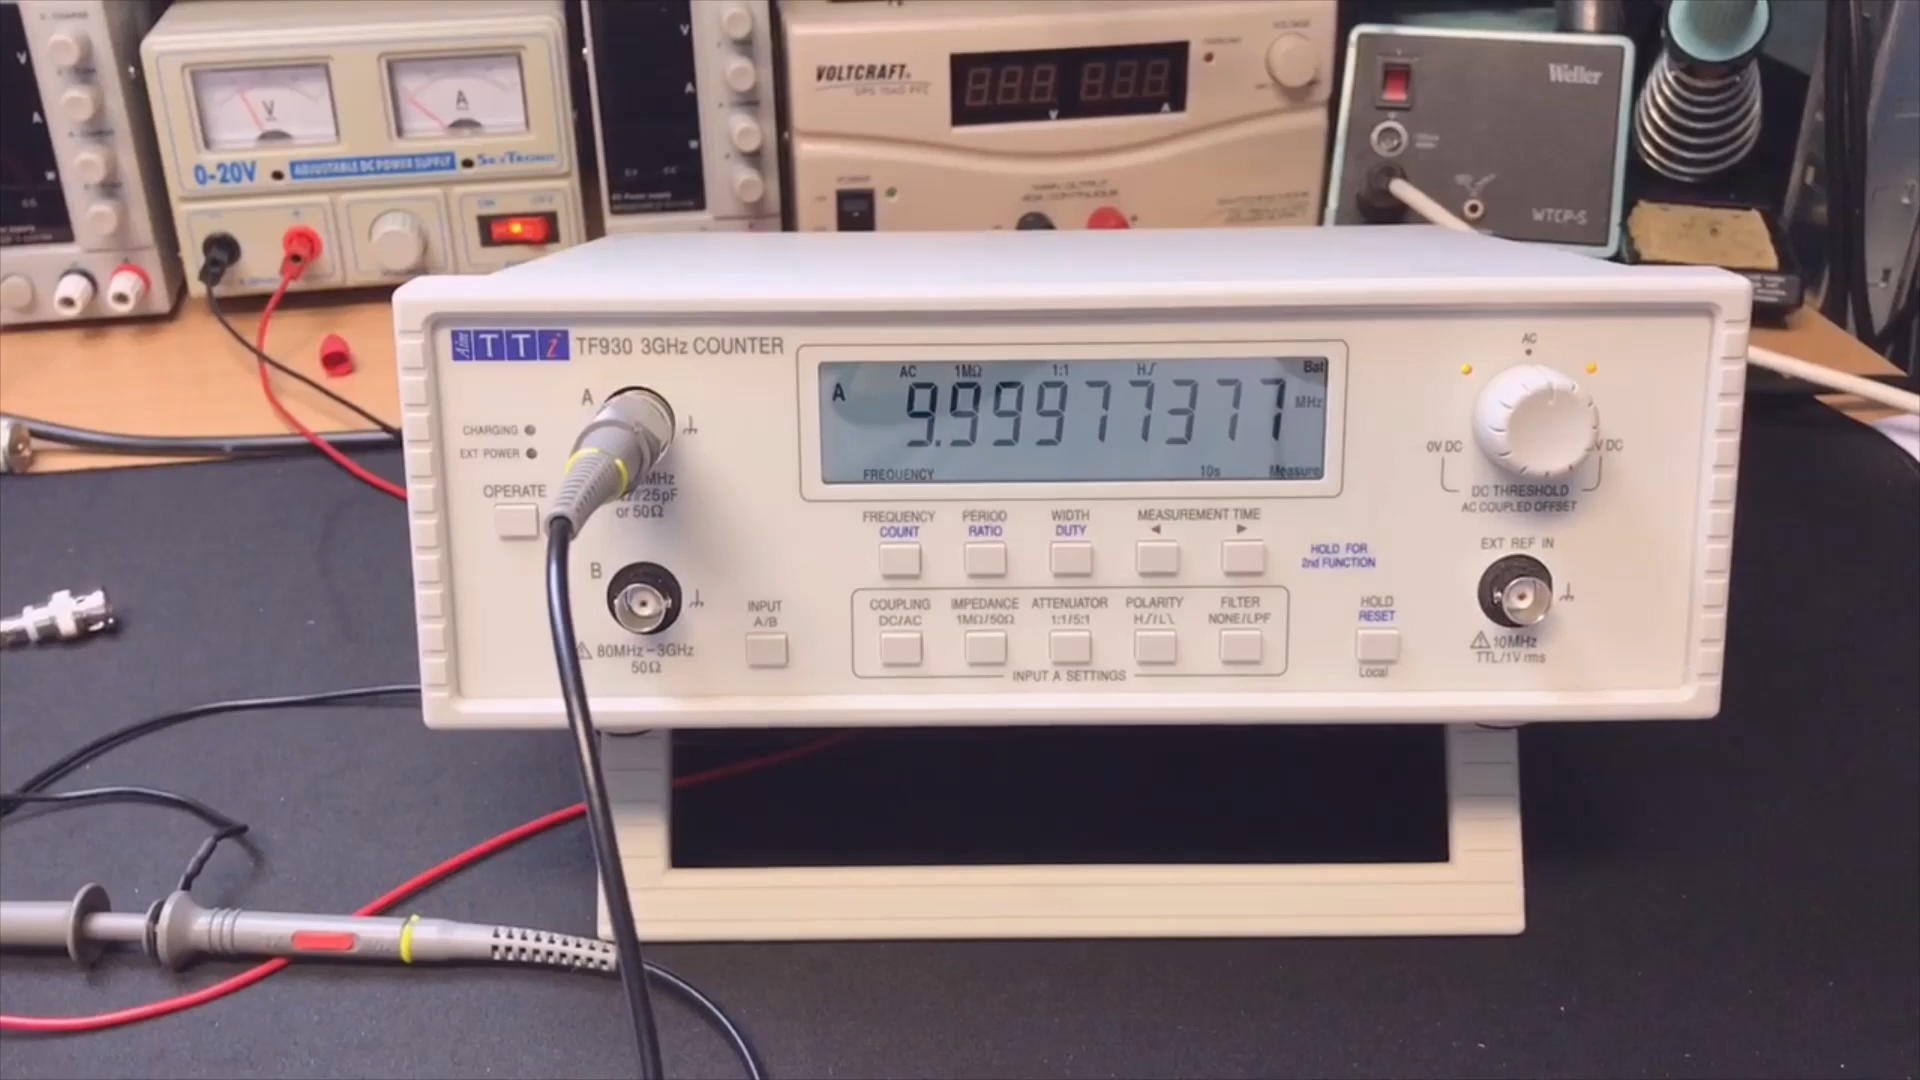 V
A
0-20V
ADJUSTABLE DC POWER SUPPLY
SkyTronic
VOLTCRAFT
V
A
Weller
WTCP-S
Aim TTi
TF930 3GHz COUNTER
A
CHARGING
EXT POWER
OPERATE
or 50Ω
B
80MHz-3GHz
50Ω
INPUT
A/B
AC 1MΩ 1:1 H Bat
A 9.99977377 MHz
FREQUENCY 10s Measure
FREQUENCY
COUNT
PERIOD
RATIO
WIDTH
DUTY
MEASUREMENT TIME
HOLD FOR
2nd FUNCTION
COUPLING
DC/AC
IMPEDANCE
1MΩ/50Ω
ATTENUATOR
1:1/5:1
POLARITY
FILTER
NONE/LPF
INPUT A SETTINGS
HOLD
RESET
Local
AC
0V DC
V DC
DC THRESHOLD
AC COUPLED OFFSET
EXT REF IN
10MHz
TTL/1V rms